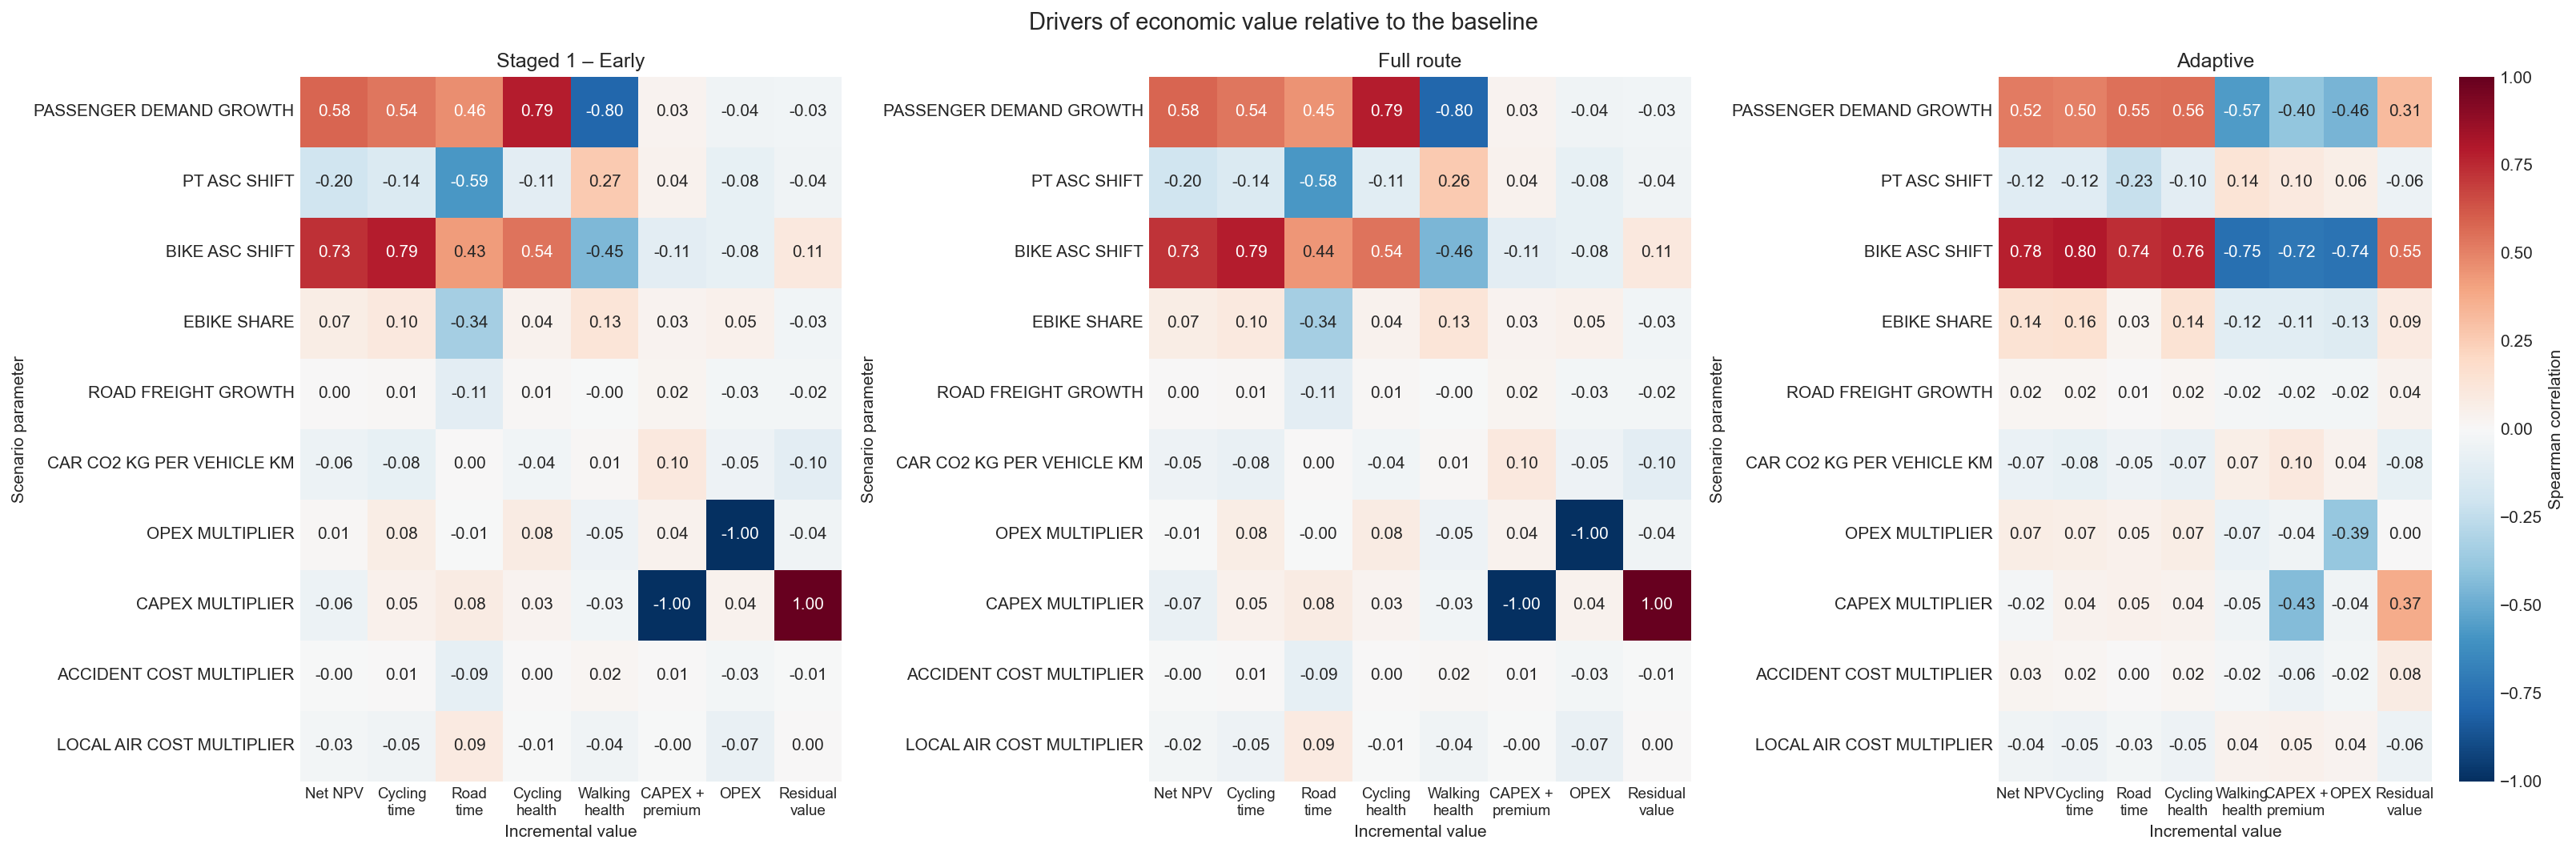 Drivers of economic value relative to the baseline
Staged 1 – Early
Scenario parameter
PASSENGER DEMAND GROWTH 0.58 0.54 0.46 0.79 -0.80 0.03 -0.04 -0.03
PT ASC SHIFT -0.20 -0.14 -0.59 -0.11 0.27 0.04 -0.08 -0.04
BIKE ASC SHIFT 0.73 0.79 0.43 0.54 -0.45 -0.11 -0.08 0.11
EBIKE SHARE 0.07 0.10 -0.34 0.04 0.13 0.03 0.05 -0.03
ROAD FREIGHT GROWTH 0.00 0.01 -0.11 0.01 -0.00 0.02 -0.03 -0.02
CAR CO2 KG PER VEHICLE KM -0.06 -0.08 0.00 -0.04 0.01 0.10 -0.05 -0.10
OPEX MULTIPLIER 0.01 0.08 -0.01 0.08 -0.05 0.04 -1.00 -0.04
CAPEX MULTIPLIER -0.06 0.05 0.08 0.03 -0.03 -1.00 0.04 1.00
ACCIDENT COST MULTIPLIER -0.00 0.01 -0.09 0.00 0.02 0.01 -0.03 -0.01
LOCAL AIR COST MULTIPLIER -0.03 -0.05 0.09 -0.01 -0.04 -0.00 -0.07 0.00
Net NPV Cycling Road Cycling Walking CAPEX + OPEX Residual
time time health health premium value
Incremental value
Full route
Scenario parameter
PASSENGER DEMAND GROWTH 0.58 0.54 0.45 0.79 -0.80 0.03 -0.04 -0.03
PT ASC SHIFT -0.20 -0.14 -0.58 -0.11 0.26 0.04 -0.08 -0.04
BIKE ASC SHIFT 0.73 0.79 0.44 0.54 -0.46 -0.11 -0.08 0.11
EBIKE SHARE 0.07 0.10 -0.34 0.04 0.13 0.03 0.05 -0.03
ROAD FREIGHT GROWTH 0.00 0.01 -0.11 0.01 -0.00 0.02 -0.03 -0.02
CAR CO2 KG PER VEHICLE KM -0.05 -0.08 0.00 -0.04 0.01 0.10 -0.05 -0.10
OPEX MULTIPLIER -0.01 0.08 -0.00 0.08 -0.05 0.04 -1.00 -0.04
CAPEX MULTIPLIER -0.07 0.05 0.08 0.03 -0.03 -1.00 0.04 1.00
ACCIDENT COST MULTIPLIER -0.00 0.01 -0.09 0.00 0.02 0.01 -0.03 -0.01
LOCAL AIR COST MULTIPLIER -0.02 -0.05 0.09 -0.01 -0.04 -0.00 -0.07 0.00
Net NPV Cycling Road Cycling Walking CAPEX + OPEX Residual
time time health health premium value
Incremental value
Adaptive
Scenario parameter
PASSENGER DEMAND GROWTH 0.52 0.50 0.55 0.56 -0.57 -0.40 -0.46 0.31
PT ASC SHIFT -0.12 -0.12 -0.23 -0.10 0.14 0.10 0.06 -0.06
BIKE ASC SHIFT 0.78 0.80 0.74 0.76 -0.75 -0.72 -0.74 0.55
EBIKE SHARE 0.14 0.16 0.03 0.14 -0.12 -0.11 -0.13 0.09
ROAD FREIGHT GROWTH 0.02 0.02 0.01 0.02 -0.02 -0.02 -0.02 0.04
CAR CO2 KG PER VEHICLE KM -0.07 -0.08 -0.05 -0.07 0.07 0.10 0.04 -0.08
OPEX MULTIPLIER 0.07 0.07 0.05 0.07 -0.07 -0.04 -0.39 0.00
CAPEX MULTIPLIER -0.02 0.04 0.05 0.04 -0.05 -0.43 -0.04 0.37
ACCIDENT COST MULTIPLIER 0.03 0.02 0.00 0.02 -0.02 -0.06 -0.02 0.08
LOCAL AIR COST MULTIPLIER -0.04 -0.05 -0.03 -0.05 0.04 0.05 0.04 -0.06
Net NPV Cycling Road Cycling Walking CAPEX + OPEX Residual
time time health health premium value
Incremental value
1.00
0.75
0.50
0.25
0.00
−0.25
−0.50
−0.75
−1.00
Spearman correlation